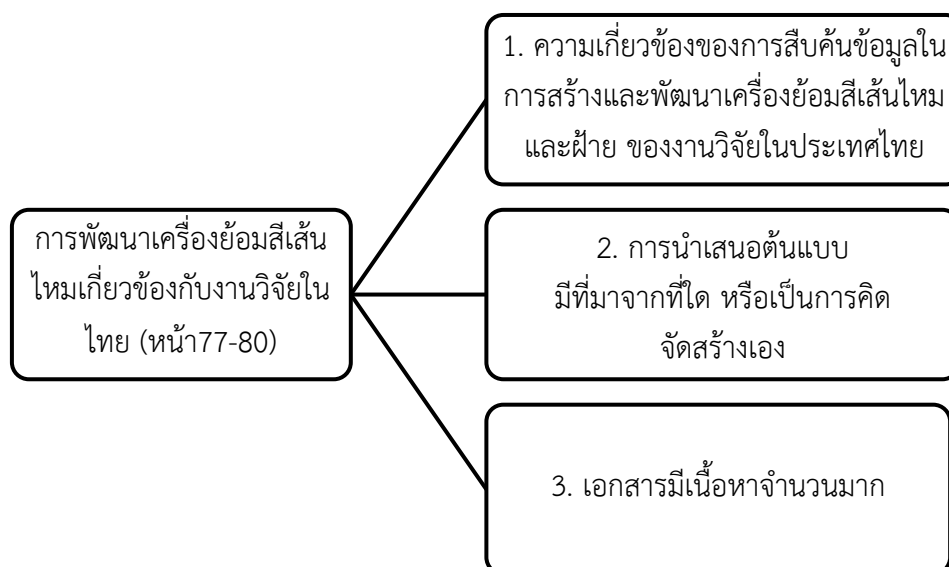 1. ความเกี่ยวข้องของการสืบค้นข้อมูลใน
การสร้างและพัฒนาเครื่องย้อมสีเส้นไหม
และฝ้าย ของงานวิจัยในประเทศไทย
การพัฒนาเครื่องย้อมสีเส้น
ไหมเกี่ยวข้องกับงานวิจัยใน
ไทย (หน้า77-80)
2. การนำเสนอต้นแบบ
มีที่มาจากที่ใด หรือเป็นการคิด
จัดสร้างเอง
3. เอกสารมีเนื้อหาจำนวนมาก